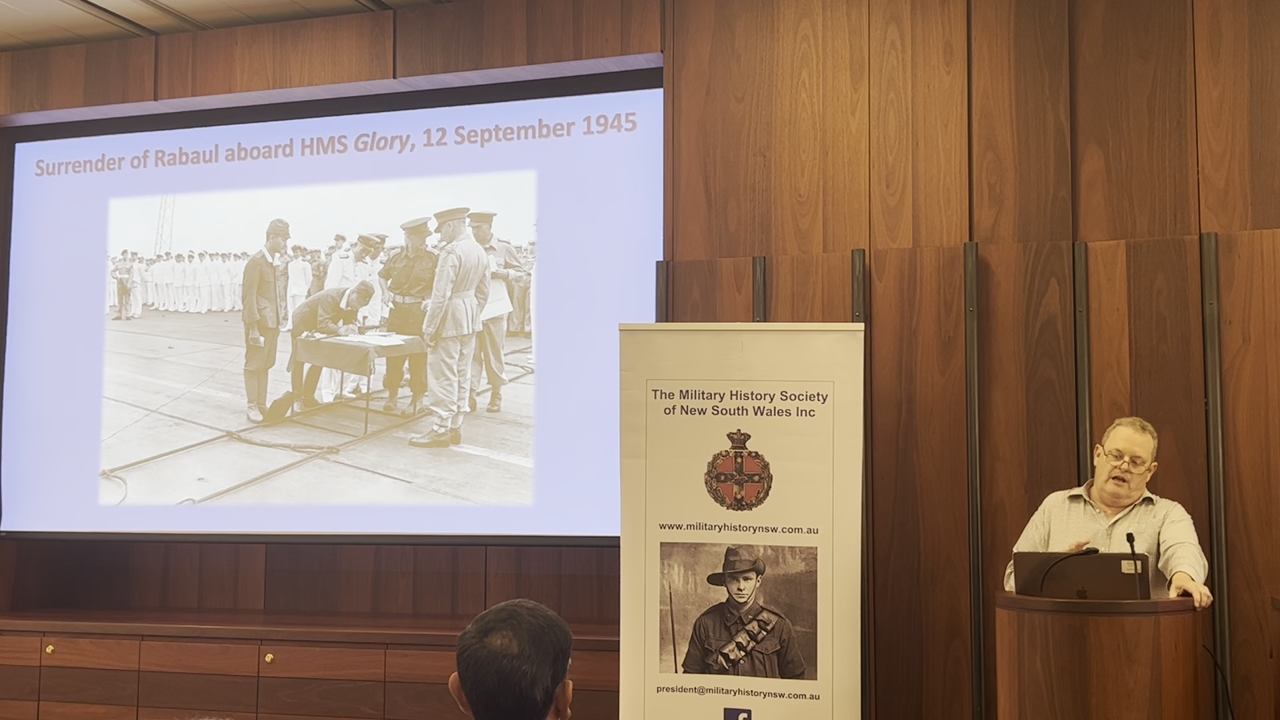 Surrender of Rabaul aboard HMS Glory, 12 September 1945
The Military History Society
of New South Wales Inc
www.militaryhistorynsw.com.au
president@militaryhistorynsw.com.au